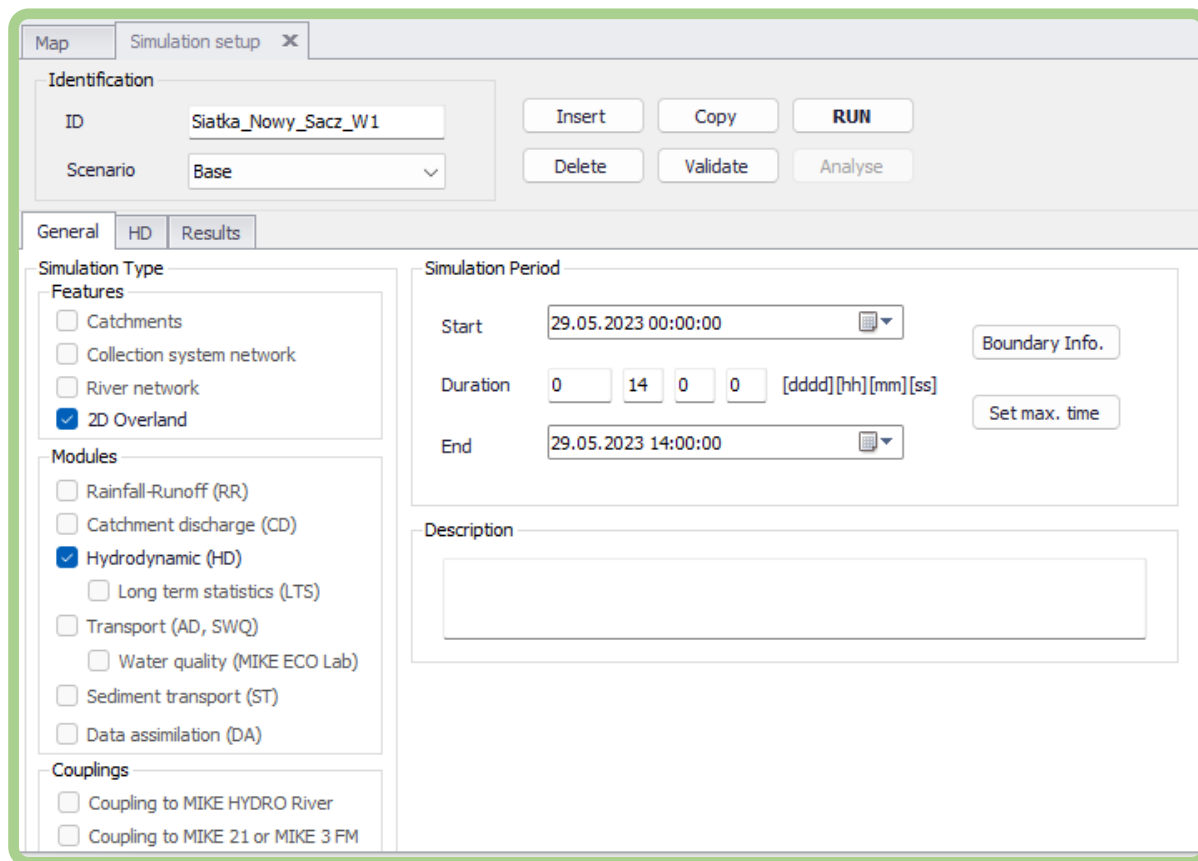 Map
Simulation setup
Identification
ID
Siatka_Nowy_Sacz_W1
Scenario
Base
Insert
Copy
RUN
Delete
Validate
Analyse
General
HD
Results
Simulation Type
Features
Catchments
Collection system network
River network
2D Overland
Modules
Rainfall-Runoff (RR)
Catchment discharge (CD)
Hydrodynamic (HD)
Long term statistics (LTS)
Transport (AD, SWQ)
Water quality (MIKE ECO Lab)
Sediment transport (ST)
Data assimilation (DA)
Couplings
Coupling to MIKE HYDRO River
Coupling to MIKE 21 or MIKE 3 FM
Simulation Period
Start
29.05.2023 00:00:00
Duration
0 14 0 0 [dddd][hh][mm][ss]
End
29.05.2023 14:00:00
Boundary Info.
Set max. time
Description